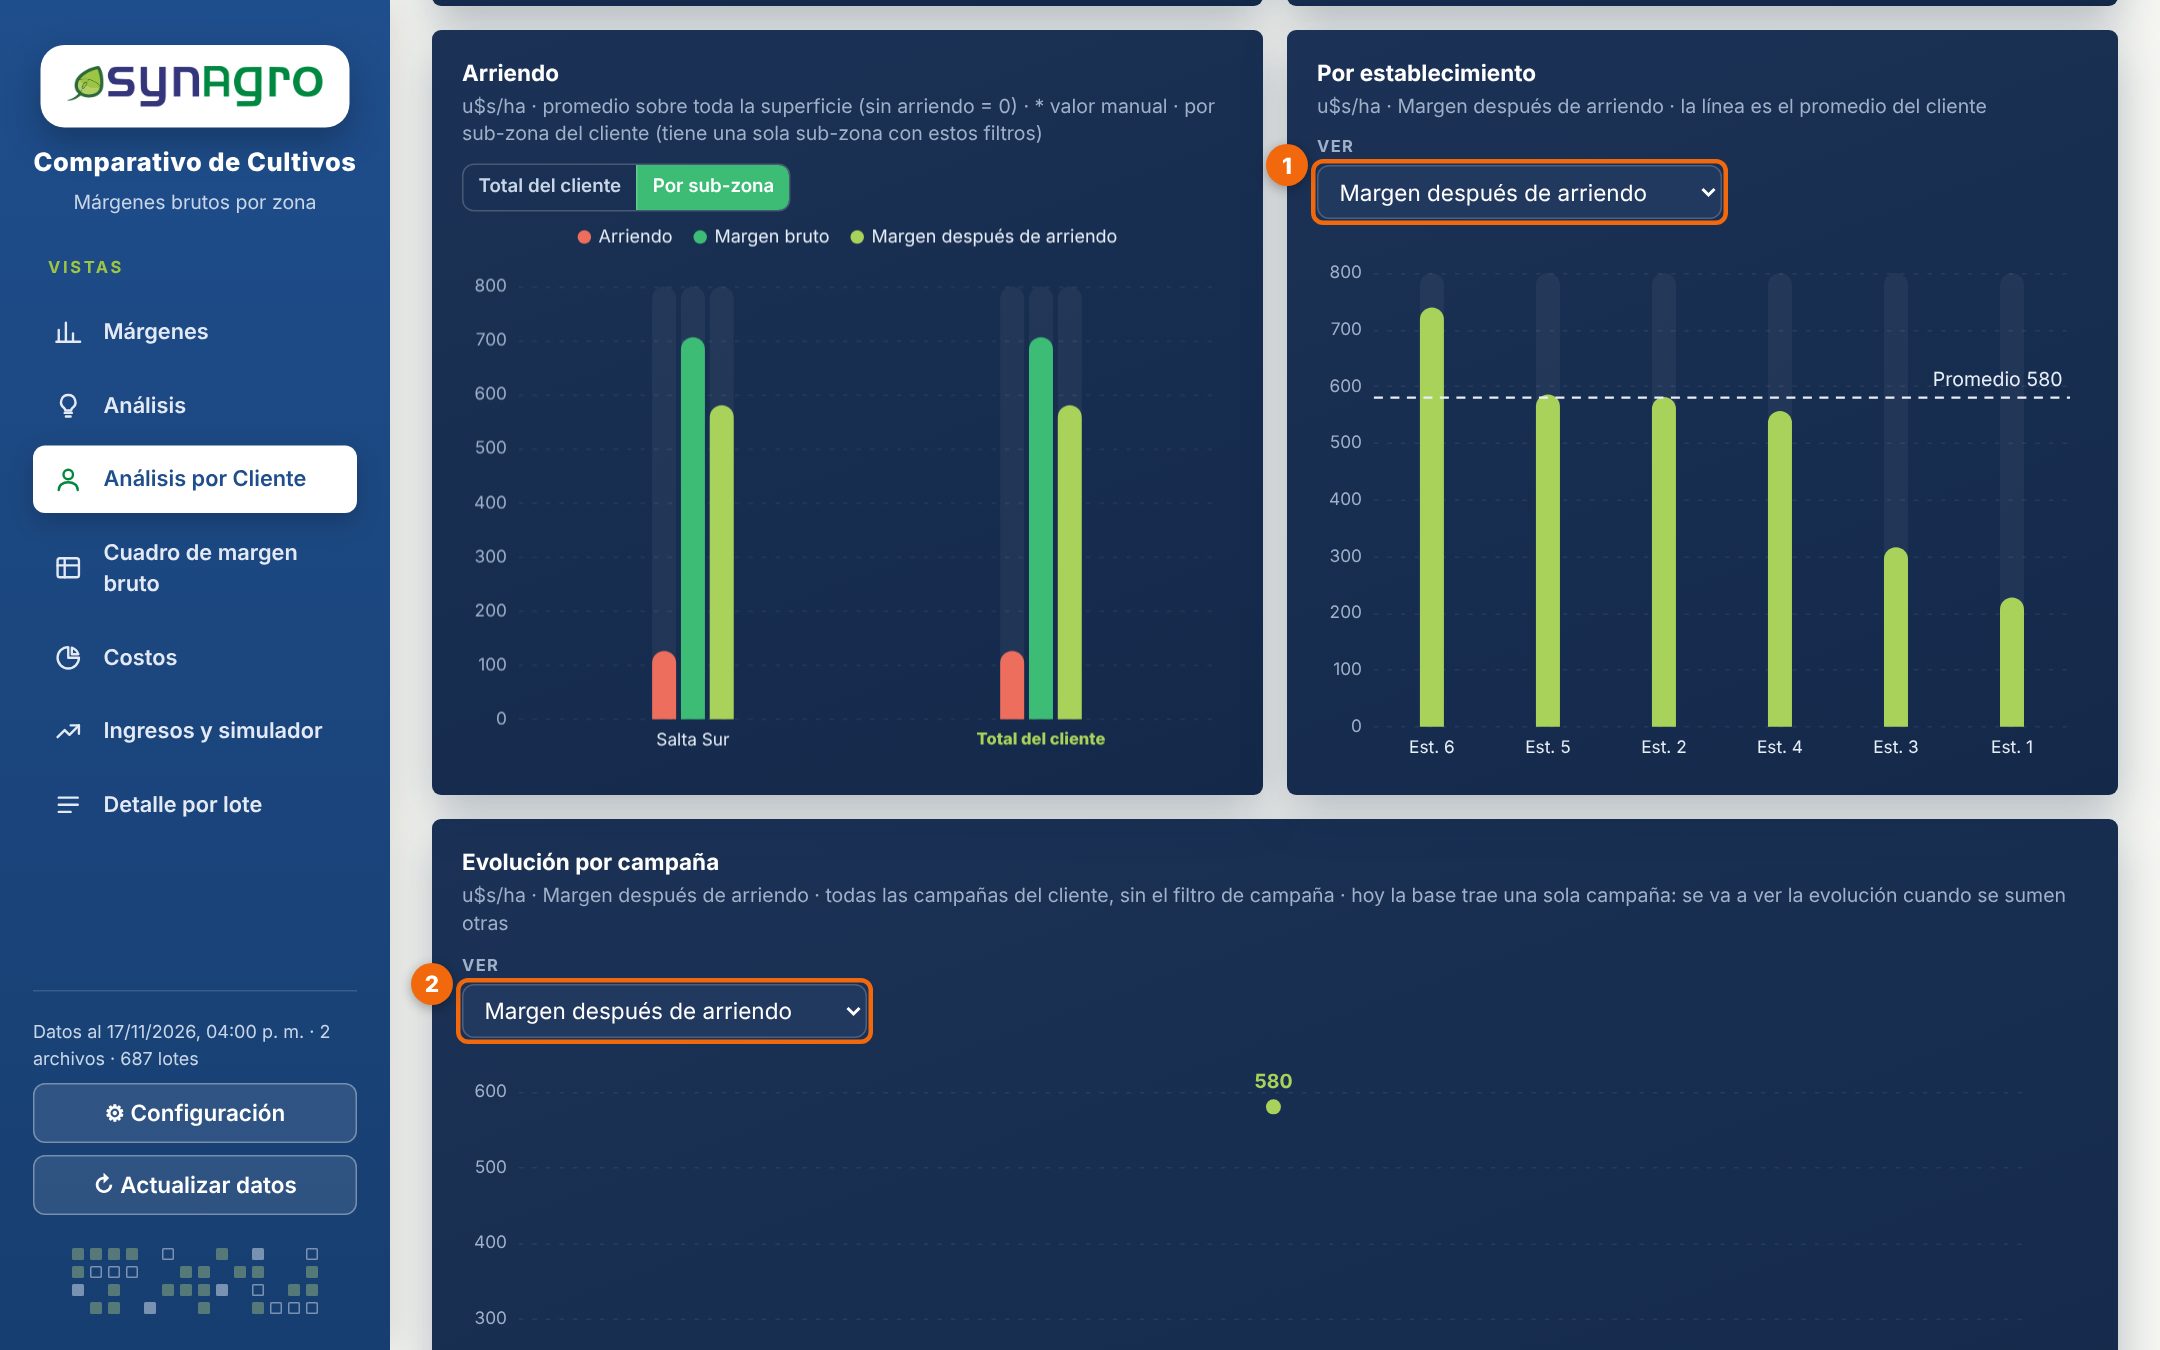 synAgro
Comparativo de Cultivos
Márgenes brutos por zona
VISTAS
Márgenes
Análisis
Análisis por Cliente
Cuadro de margen
bruto
Costos
Ingresos y simulador
Detalle por lote
Datos al 17/11/2026, 04:00 p. m. · 2
archivos · 687 lotes
⚙ Configuración
↻ Actualizar datos
Arriendo
u$s/ha · promedio sobre toda la superficie (sin arriendo = 0) · * valor manual · por
sub-zona del cliente (tiene una sola sub-zona con estos filtros)
Total del cliente Por sub-zona
Arriendo Margen bruto Margen después de arriendo
800
700
600
500
400
300
200
100
0
Salta Sur Total del cliente
Por establecimiento
u$s/ha · Margen después de arriendo · la línea es el promedio del cliente
VER
1
Margen después de arriendo
800
700
600
500
400
300
200
100
0
Promedio 580
Est. 6 Est. 5 Est. 2 Est. 4 Est. 3 Est. 1
Evolución por campaña
u$s/ha · Margen después de arriendo · todas las campañas del cliente, sin el filtro de campaña · hoy la base trae una sola campaña: se va a ver la evolución cuando se sumen
otras
VER
2
Margen después de arriendo
580
600
500
400
300